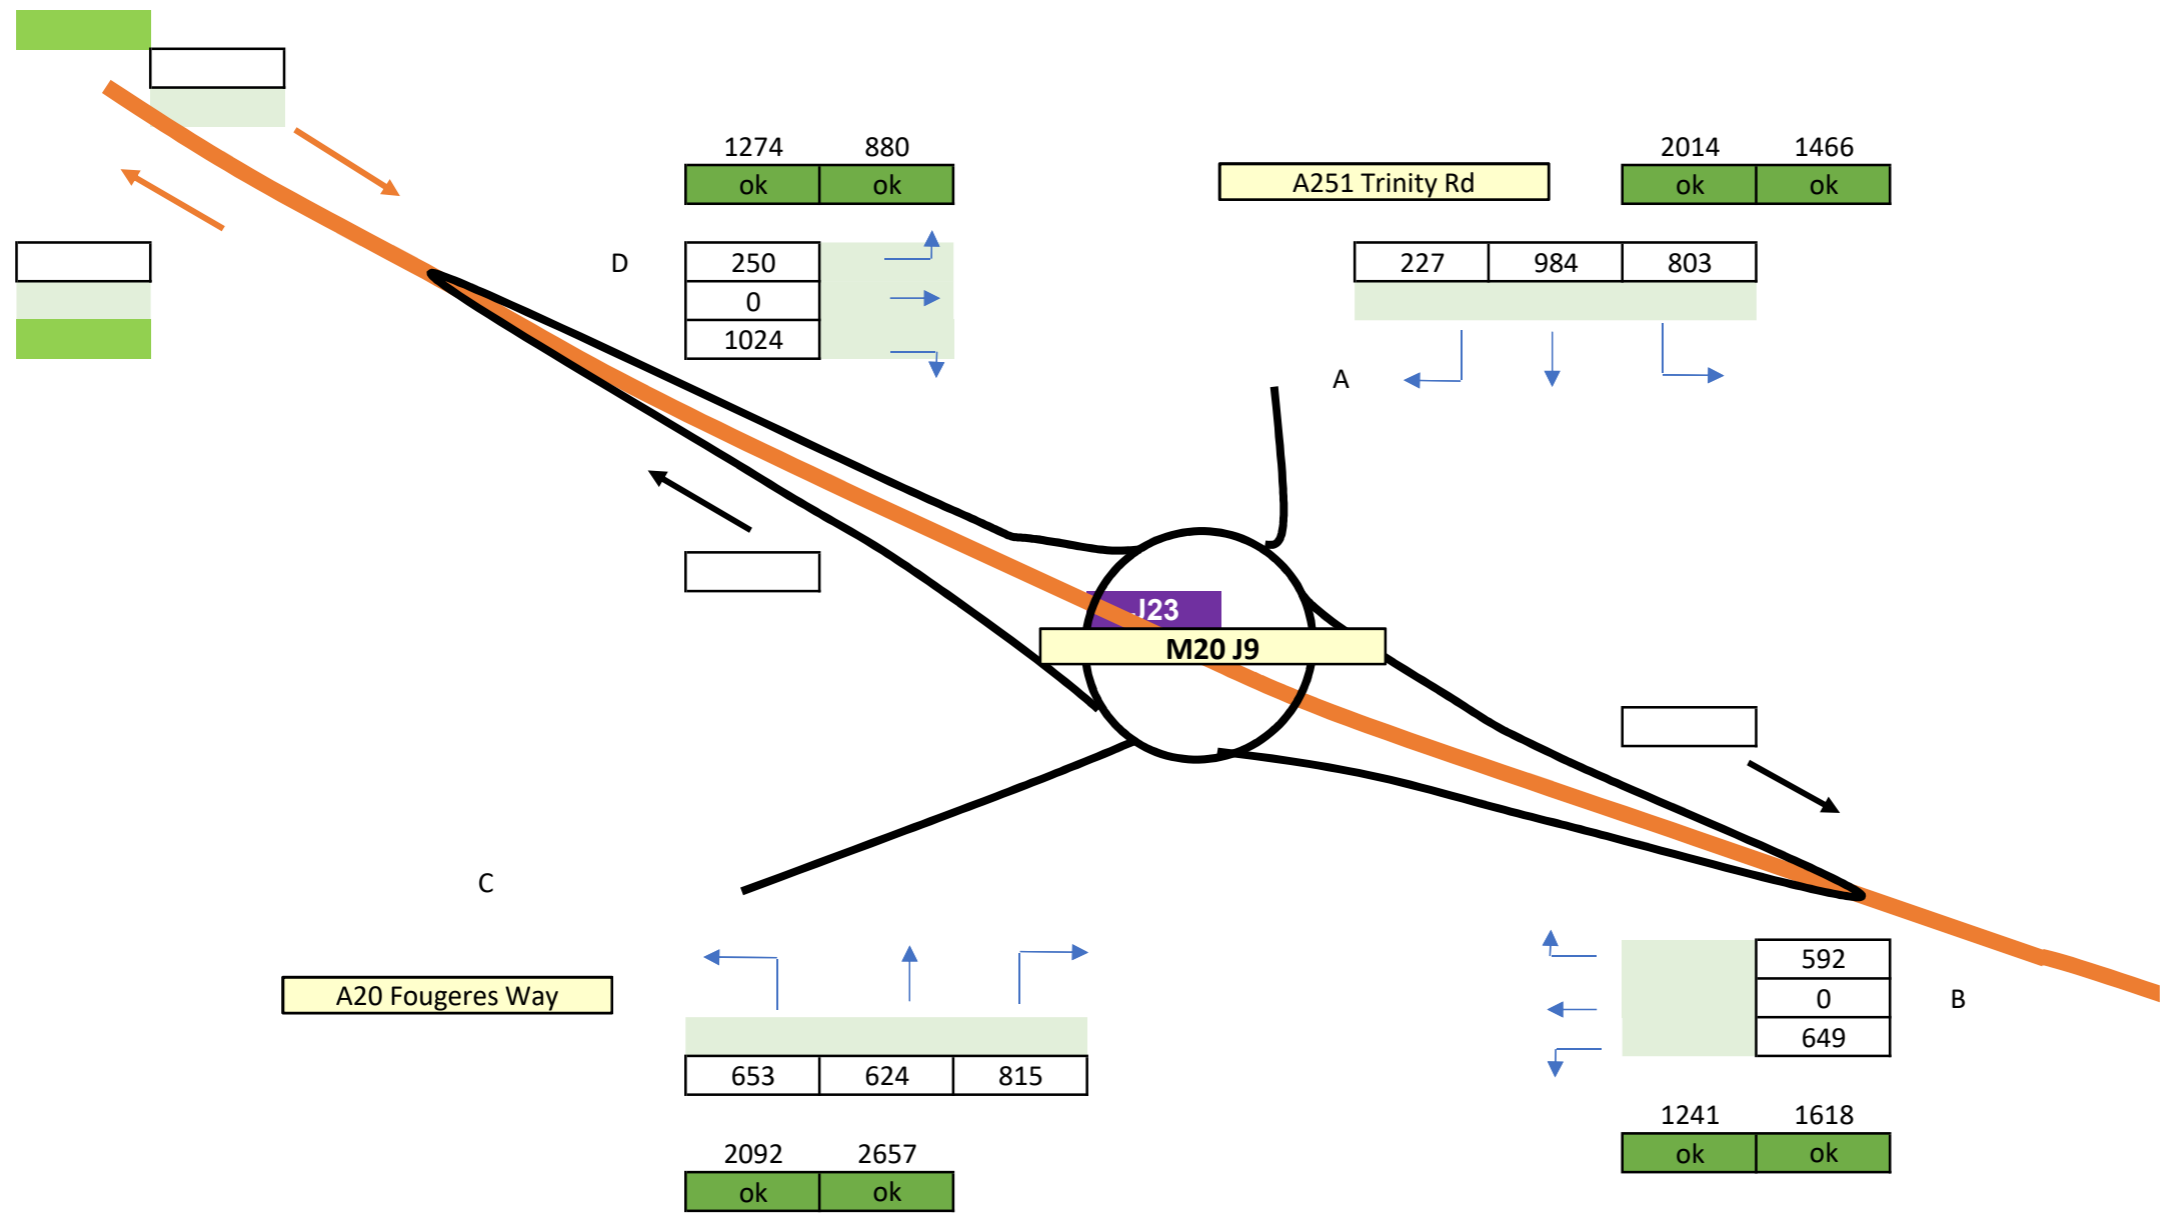 1274 880
ok ok
A251 Trinity Rd
2014 1466
ok ok
D
250
0
1024
227 984 803
A
J23
M20 J9
C
A20 Fougeres Way
653 624 815
2092 2657
ok ok
592
0
649
B
1241 1618
ok ok